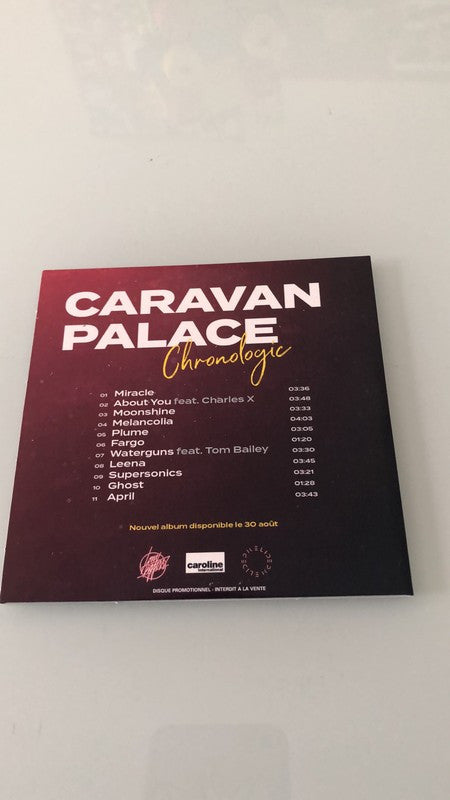 CARAVAN
PALACE
Chronologic
01 Miracle 03:36
02 About You feat. Charles X 03:48
03 Moonshine 03:33
04 Melancolia 04:03
05 Plume 03:05
06 Fargo 01:20
07 Waterguns feat. Tom Bailey 03:30
08 Leena 03:45
09 Supersonics 03:21
10 Ghost 01:28
11 April 03:43
Nouvel album disponible le 30 août
caroline
international
DISQUE PROMOTIONNEL - INTERDIT À LA VENTE